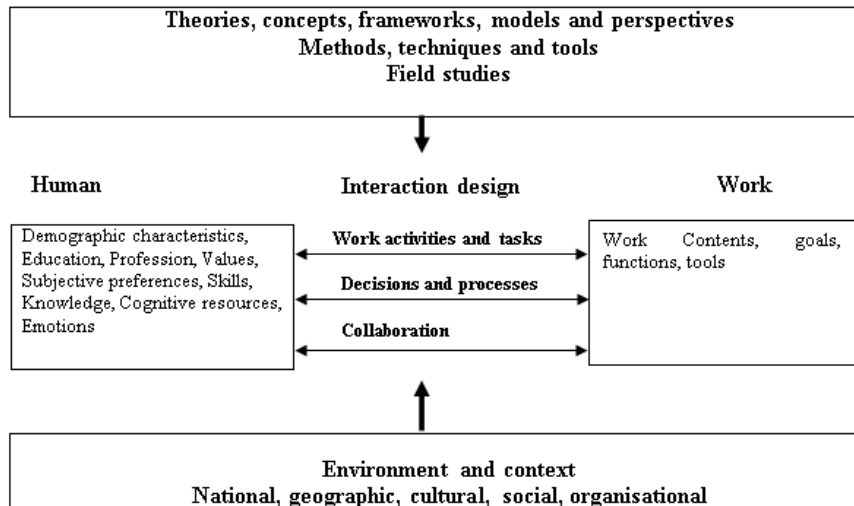 Theories, concepts, frameworks, models and perspectives
Methods, techniques and tools
Field studies
Human
Interaction design
Work
Demographic characteristics,
Education, Profession, Values,
Subjective preferences, Skills,
Knowledge, Cognitive resources,
Emotions
Work activities and tasks
Decisions and processes
Collaboration
Work Contents, goals,
functions, tools
Environment and context
National, geographic, cultural, social, organisational